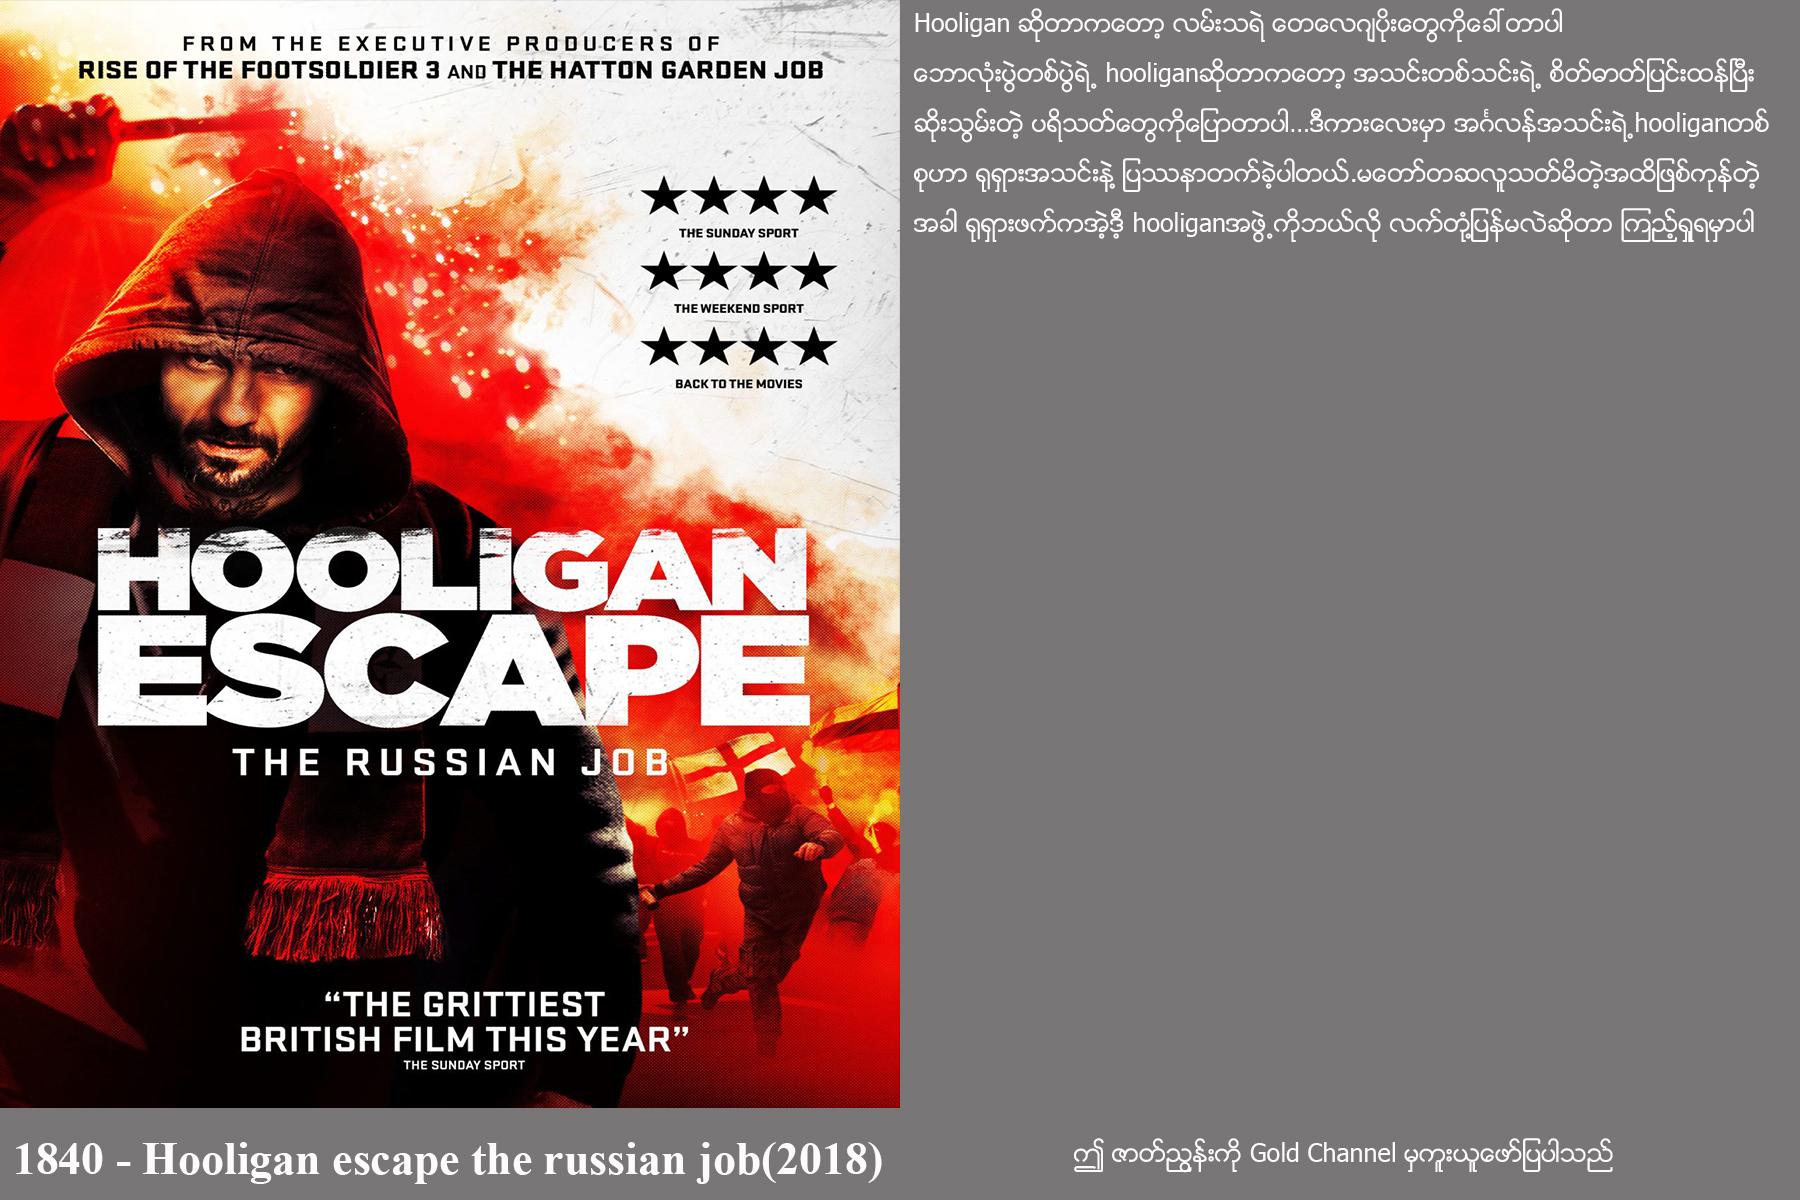 FROM THE EXECUTIVE PRODUCERS OF
RISE OF THE FOOTSOLDIER 3 AND THE HATTON GARDEN JOB
★★★★
THE SUNDAY SPORT
★★★★
THE WEEKEND SPORT
★★★★
BACK TO THE MOVIES
HOOLIGAN
ESCAPE
THE RUSSIAN JOB
“THE GRITTIEST
BRITISH FILM THIS YEAR”
THE SUNDAY SPORT
1840 - Hooligan escape the russian job(2018)
Hooligan ဆိုတာကတော့ လမ်းသရဲ တေလေဂျပိုးတွေကိုခေါ်တာပါ
ဘောလုံးပွဲတစ်ပွဲရဲ့ hooliganဆိုတာကတော့ အသင်းတစ်သင်းရဲ့ စိတ်ဓာတ်ပြင်းထန်ပြီး
ဆိုးသွမ်းတဲ့ ပရိသတ်တွေကိုပြောတာပါ...ဒီကားလေးမှာ အင်္ဂလန်အသင်းရဲ့hooliganတစ်
စုဟာ ရုရှားအသင်းနဲ့ ပြဿနာတက်ခဲ့ပါတယ်.မတော်တဆလူသတ်မိတဲ့အထိဖြစ်ကုန်တဲ့
အခါ ရုရှားဖက်ကအဲ့ဒီ့ hooliganအဖွဲ့ကိုဘယ်လို လက်တုံ့ပြန်မလဲဆိုတာ ကြည့်ရှုရမှာပါ
ဤ ဇာတ်ညွှန်းကို Gold Channel မှကူးယူဖော်ပြပါသည်